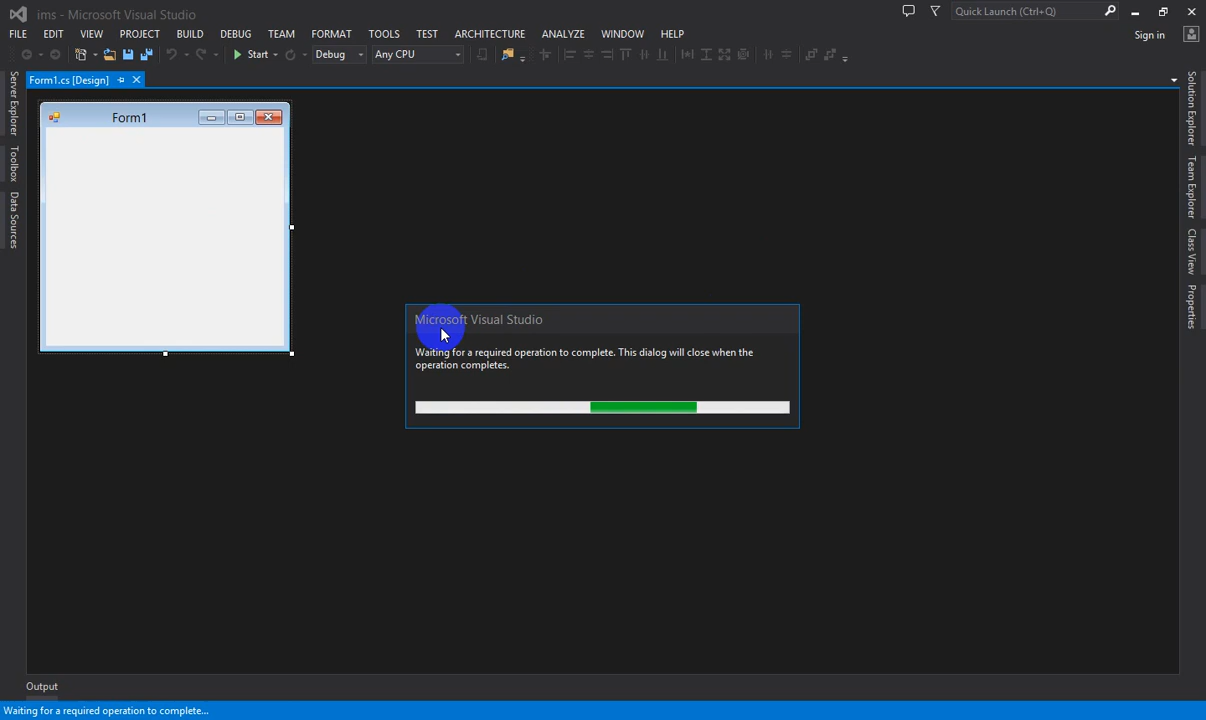 ims - Microsoft Visual Studio
Quick Launch (Ctrl+Q)
FILE EDIT VIEW PROJECT BUILD DEBUG TEAM FORMAT TOOLS TEST ARCHITECTURE ANALYZE WINDOW HELP
Sign in
Start Debug Any CPU
Form1.cs [Design]
Server Explorer
Toolbox
Data Sources
Form1
Microsoft Visual Studio
Waiting for a required operation to complete. This dialog will close when the
operation completes.
Solution Explorer
Team Explorer
Class View
Properties
Output
Waiting for a required operation to complete...